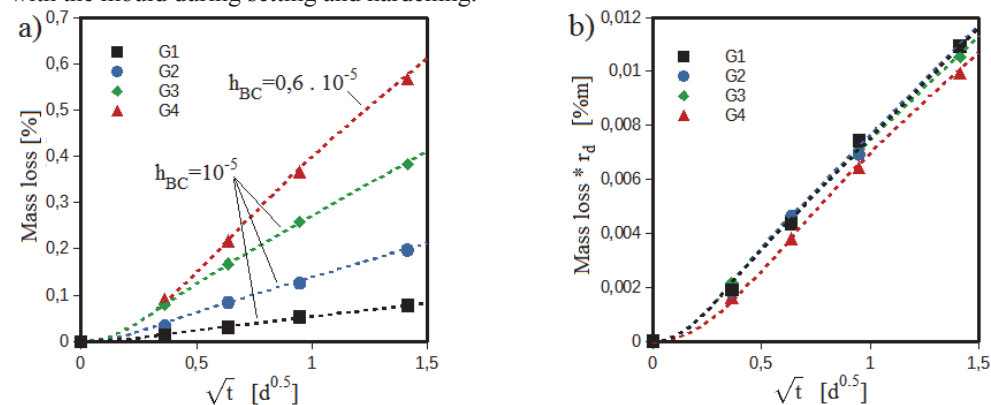 with the mould during setting and hardening.
a)
0,7
0,6
0,5
0,4
0,3
0,2
0,1
0
Mass loss [%]
G1
G2
G3
G4
h_BC=0,6 . 10^-5
h_BC=10^-5
0 0,5 1 1,5
√t [d^0.5]
b)
0,012
0,01
0,008
0,006
0,004
0,002
0
Mass loss * r_d [%m]
G1
G2
G3
G4
0 0,5 1 1,5
√t [d^0.5]